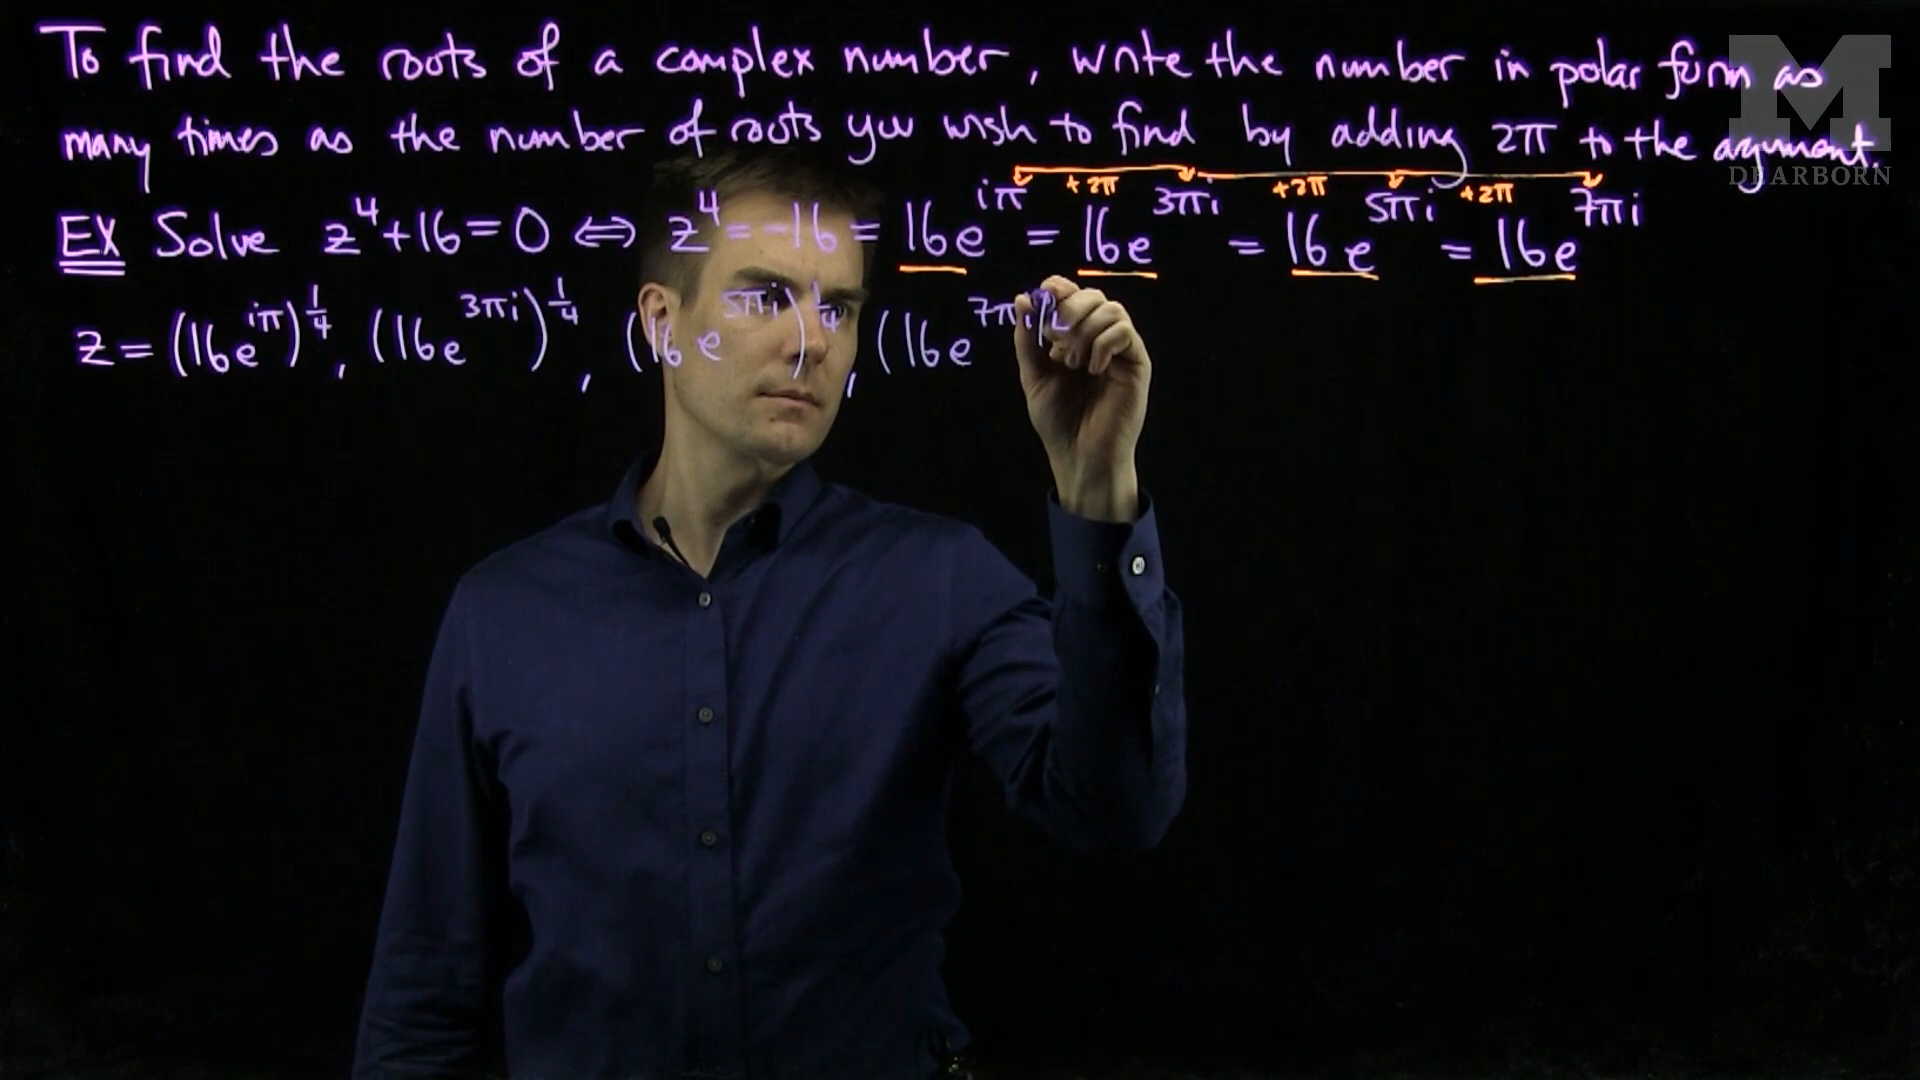 To find the roots of a complex number, write the number in polar form as
many times as the number of roots you wish to find by adding 2π to the argument.
+2π +2π +2π
EX Solve z⁴+16=0 ⇔ z⁴=-16=16e^{iπ} = 16e^{3πi} = 16e^{5πi} = 16e^{7πi}
z=(16e^{iπ})^{1/4}, (16e^{3πi})^{1/4}, (16e^{5πi})^{1/4}, (16e^{7πi}
M
DEARBORN